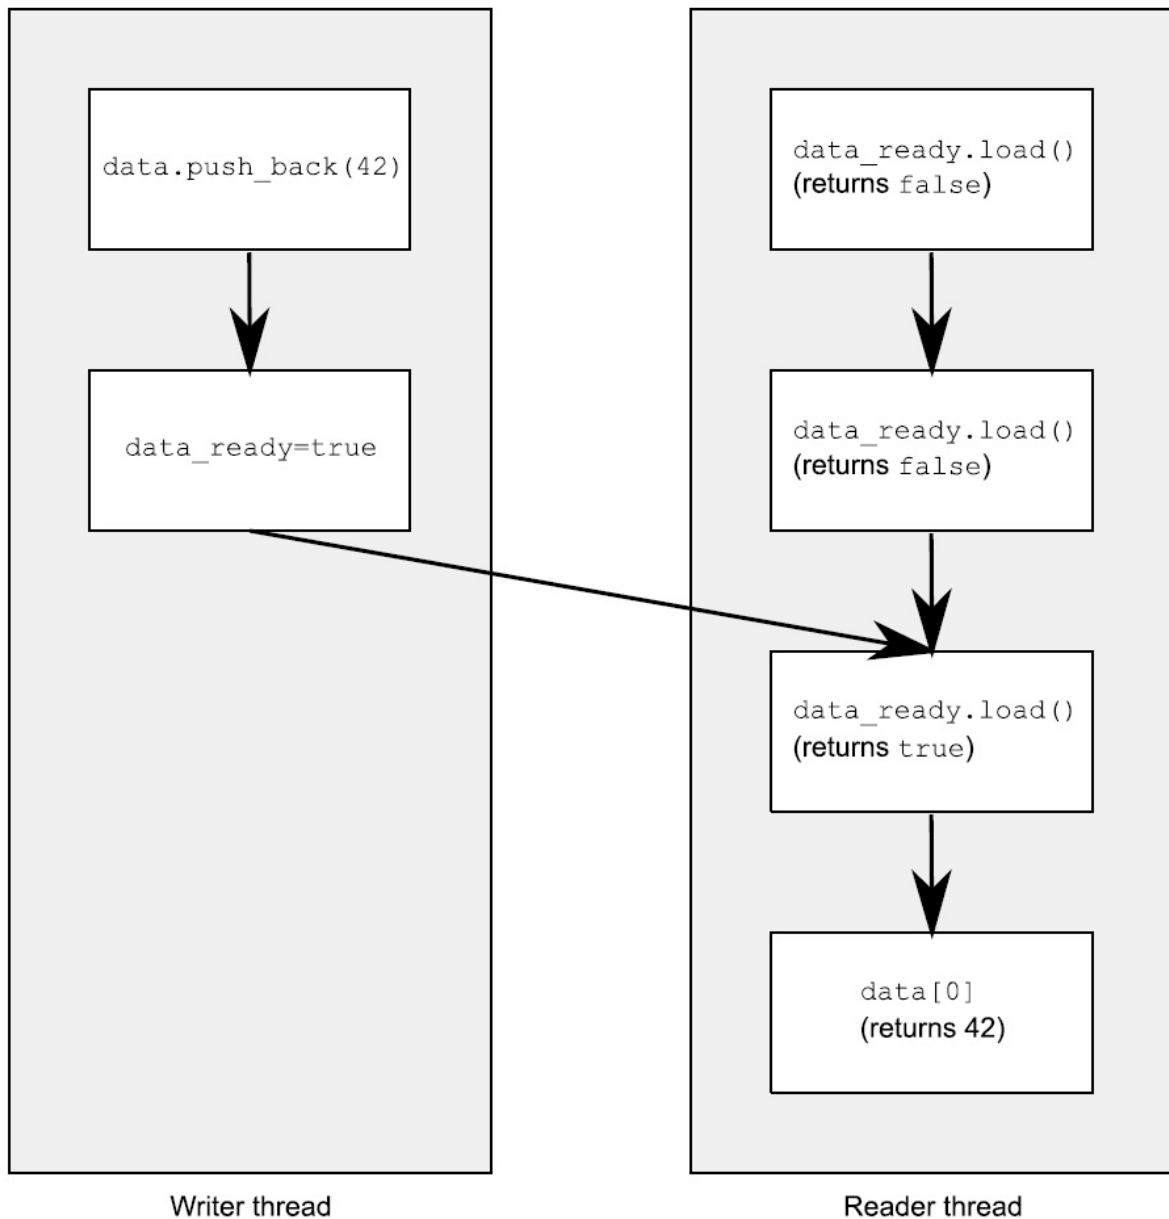 data.push_back(42)
data_ready=true
Writer thread
data_ready.load()
(returns false)
data_ready.load()
(returns false)
data_ready.load()
(returns true)
data[0]
(returns 42)
Reader thread